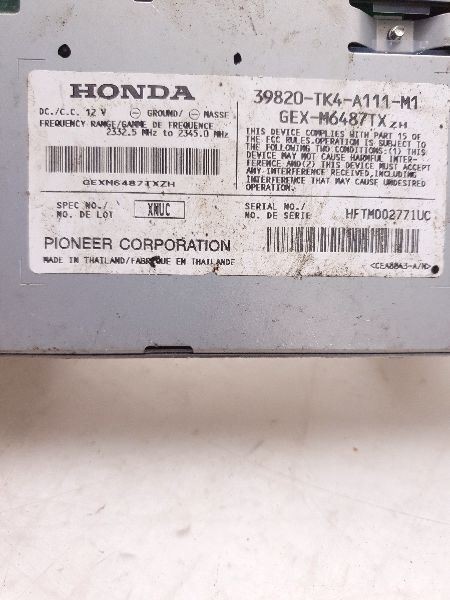 HONDA
39820-TK4-A111-M1
GEX-M6487TXZH
DC./C.C. 12 V ⊖ GROUND/ ⊖ MASSE
FREQUENCY RANGE/GAMME DE FREQUENCE
2332.5 MHz to 2345.0 MHz
THIS DEVICE COMPLIES WITH PART 15 OF
THE FCC RULES.OPERATION IS SUBJECT TO
THE FOLLOWING TWO CONDITIONS:(1) THIS
DEVICE MAY NOT CAUSE HARMFUL INTER-
FERENCE.AND (2) THIS DEVICE MUST ACCEPT
ANY INTERFERENCE RECEIVED,INCLUDING
INTERFERENCE THAT MAY CAUSE UNDESIRED
OPERATION.
GEXM6487TXZH
SPEC NO./
NO. DE LOT
XMUC
SERIAL NO./
NO. DE SÉRIE
HFTM002771UC
PIONEER CORPORATION
MADE IN THAILAND/FABRIQUE EN THAILANDE
<CEA88A3-A/N>